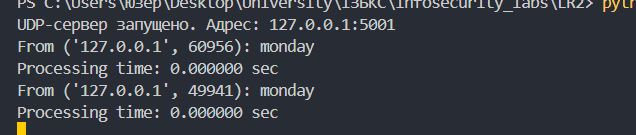 PS C:\Users\Юзер\Desktop\University\ІЗБКС\infosecurity_labs\LR2> pyth
UDP-сервер запущено. Адрес: 127.0.0.1:5001
From ('127.0.0.1', 60956): monday
Processing time: 0.000000 sec
From ('127.0.0.1', 49941): monday
Processing time: 0.000000 sec